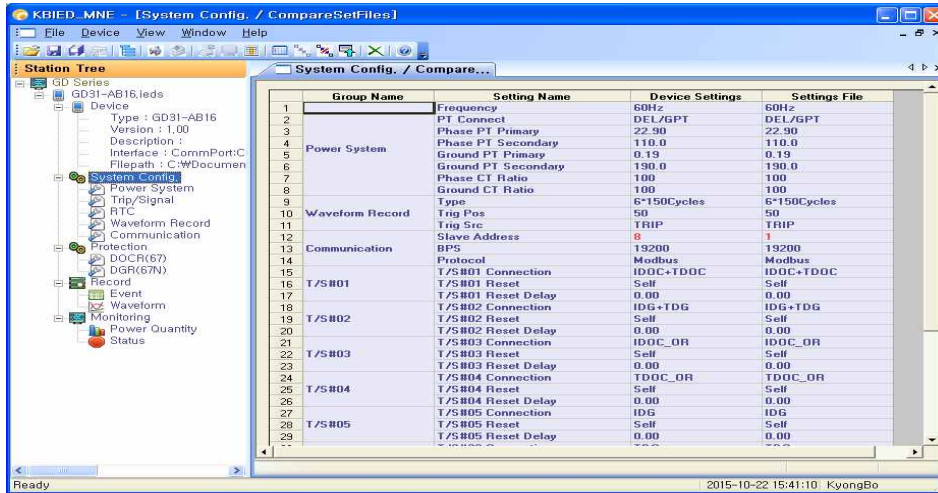 KBIED_MNE - [System Config. / CompareSetFiles]
File Device View Window Help
Station Tree
System Config. / Compare...
GD Series
GD31-AB16.ieds
Device
Type : GD31-AB16
Version : 1,00
Description :
Interface : CommPort:C
Filepath : C:₩Documen
System Config.
Power System
Trip/Signal
RTC
Waveform Record
Communication
Protection
DOCR(67)
DGR(67N)
Record
Event
Waveform
Monitoring
Power Quantity
Status
Group Name Setting Name Device Settings Settings File
1 Frequency 60Hz 60Hz
2 PT Connect DEL/GPT DEL/GPT
3 Phase PT Primary 22.90 22.90
4 Phase PT Secondary 110.0 110.0
Power System
5 Ground PT Primary 0.19 0.19
6 Ground PT Secondary 190.0 190.0
7 Phase CT Ratio 100 100
8 Ground CT Ratio 100 100
9 Type 6*150Cycles 6*150Cycles
10 Waveform Record Trig Pos 50 50
11 Trig Src TRIP TRIP
12 Slave Address 8 1
13 Communication BPS 19200 19200
14 Protocol Modbus Modbus
15 T/S#01 Connection IDOC+TDOC IDOC+TDOC
16 T/S#01 T/S#01 Reset Self Self
17 T/S#01 Reset Delay 0.00 0.00
18 T/S#02 Connection IDG+TDG IDG+TDG
19 T/S#02 T/S#02 Reset Self Self
20 T/S#02 Reset Delay 0.00 0.00
21 T/S#03 Connection IDOC_OR IDOC_OR
22 T/S#03 T/S#03 Reset Self Self
23 T/S#03 Reset Delay 0.00 0.00
24 T/S#04 Connection TDOC_OR TDOC_OR
25 T/S#04 T/S#04 Reset Self Self
26 T/S#04 Reset Delay 0.00 0.00
27 T/S#05 Connection IDG IDG
28 T/S#05 T/S#05 Reset Self Self
29 T/S#05 Reset Delay 0.00 0.00
Ready 2015-10-22 15:41:10 KyongBo